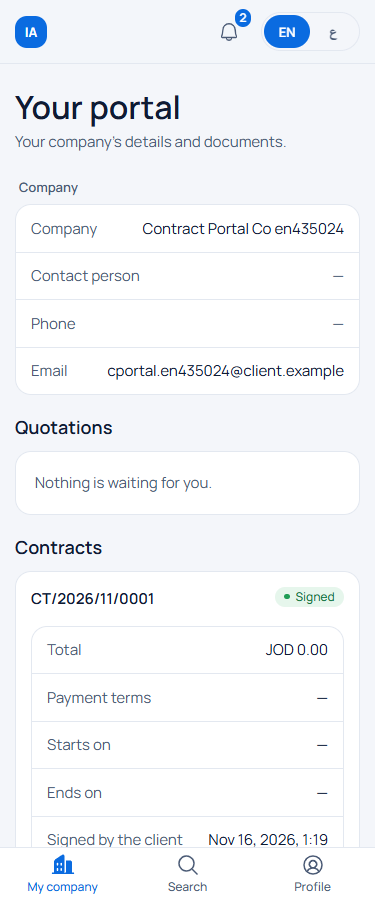 IA
2
EN
ع
Your portal
Your company's details and documents.
Company
Company Contract Portal Co en435024
Contact person —
Phone —
Email cportal.en435024@client.example
Quotations
Nothing is waiting for you.
Contracts
CT/2026/11/0001 Signed
Total JOD 0.00
Payment terms —
Starts on —
Ends on —
Signed by the client Nov 16, 2026, 1:19
My company Search Profile